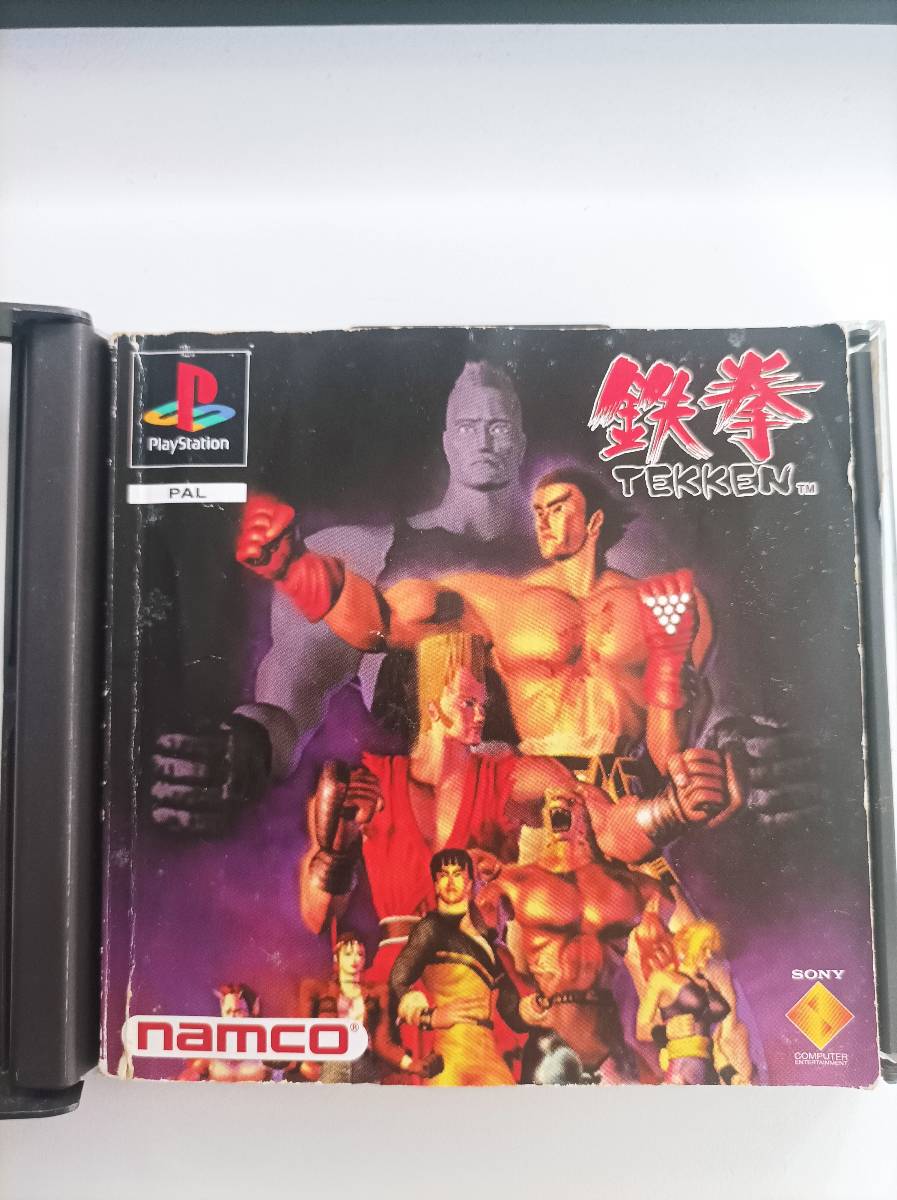 PlayStation
PAL
鉄拳
TEKKEN™
namco®
SONY
COMPUTER
ENTERTAINMENT